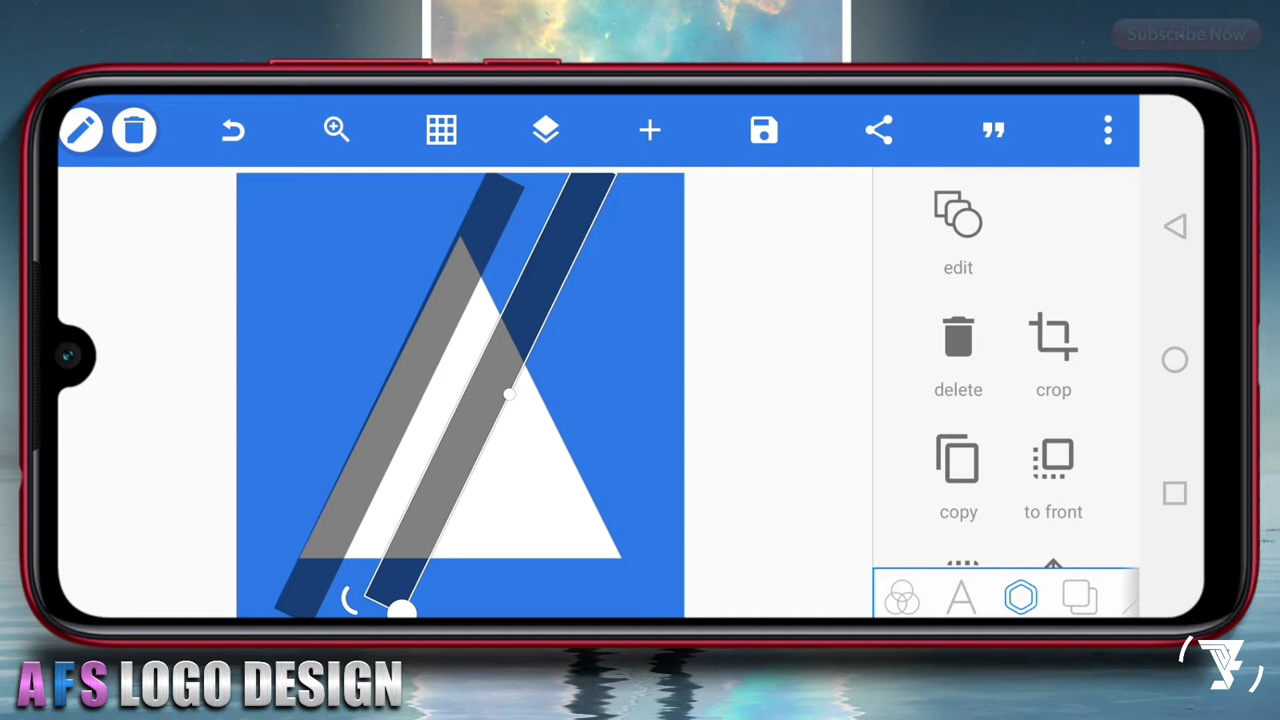 Subscribe Now
edit
delete
crop
copy
to front
A
AFS LOGO DESIGN